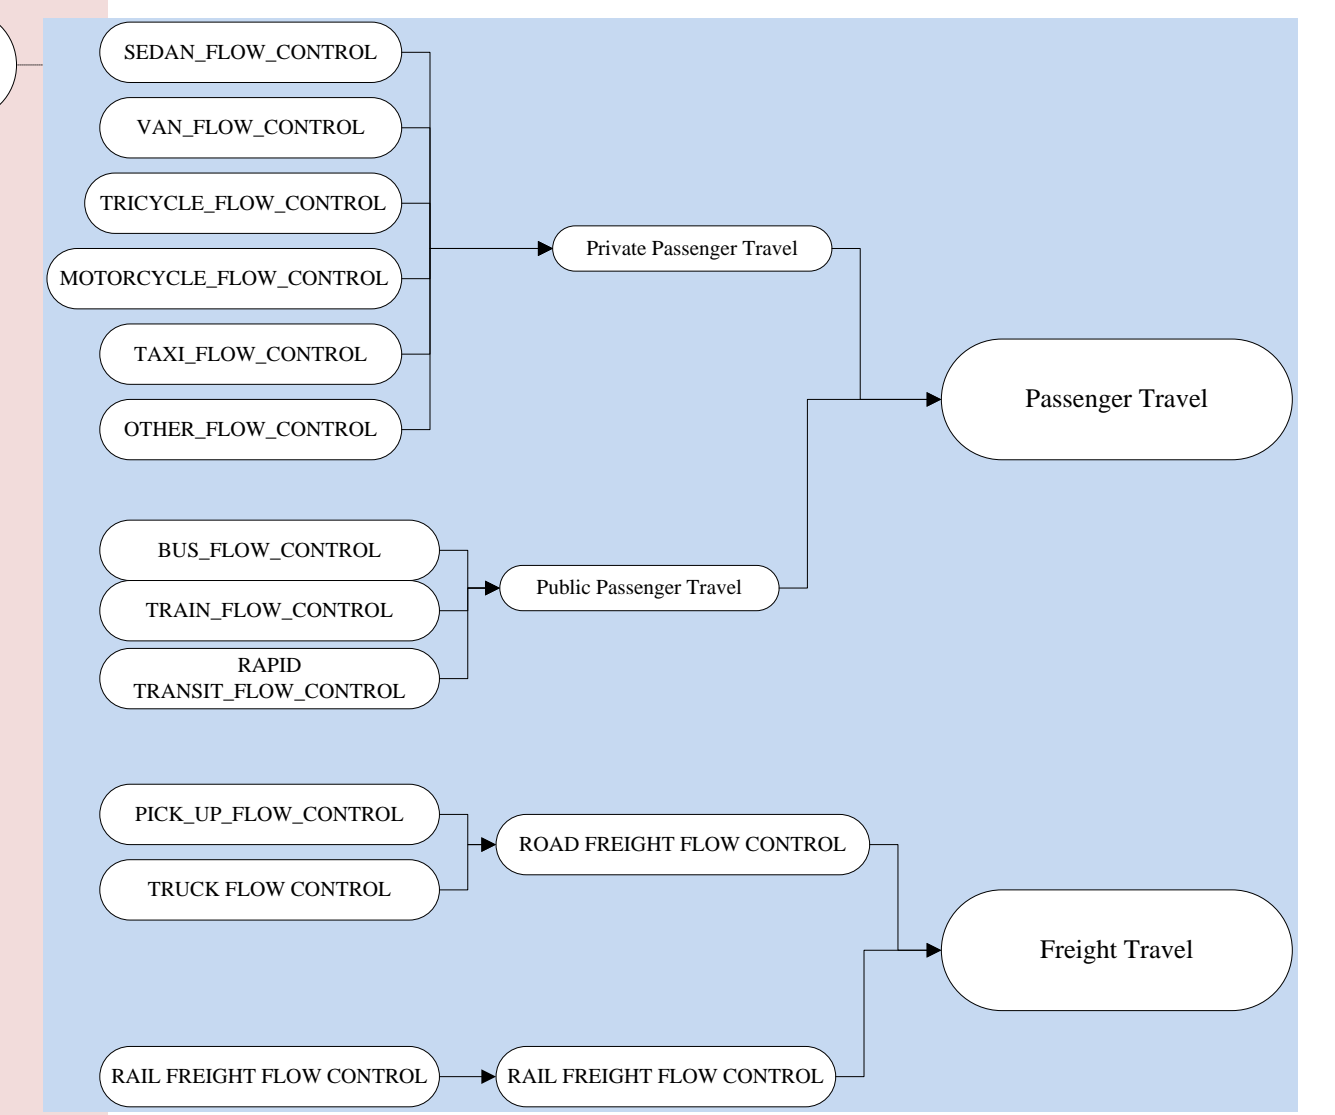 SEDAN_FLOW_CONTROL
VAN_FLOW_CONTROL
TRICYCLE_FLOW_CONTROL
MOTORCYCLE_FLOW_CONTROL
TAXI_FLOW_CONTROL
OTHER_FLOW_CONTROL
Private Passenger Travel
Passenger Travel
BUS_FLOW_CONTROL
TRAIN_FLOW_CONTROL
RAPID
TRANSIT_FLOW_CONTROL
Public Passenger Travel
PICK_UP_FLOW_CONTROL
TRUCK FLOW CONTROL
ROAD FREIGHT FLOW CONTROL
Freight Travel
RAIL FREIGHT FLOW CONTROL
RAIL FREIGHT FLOW CONTROL